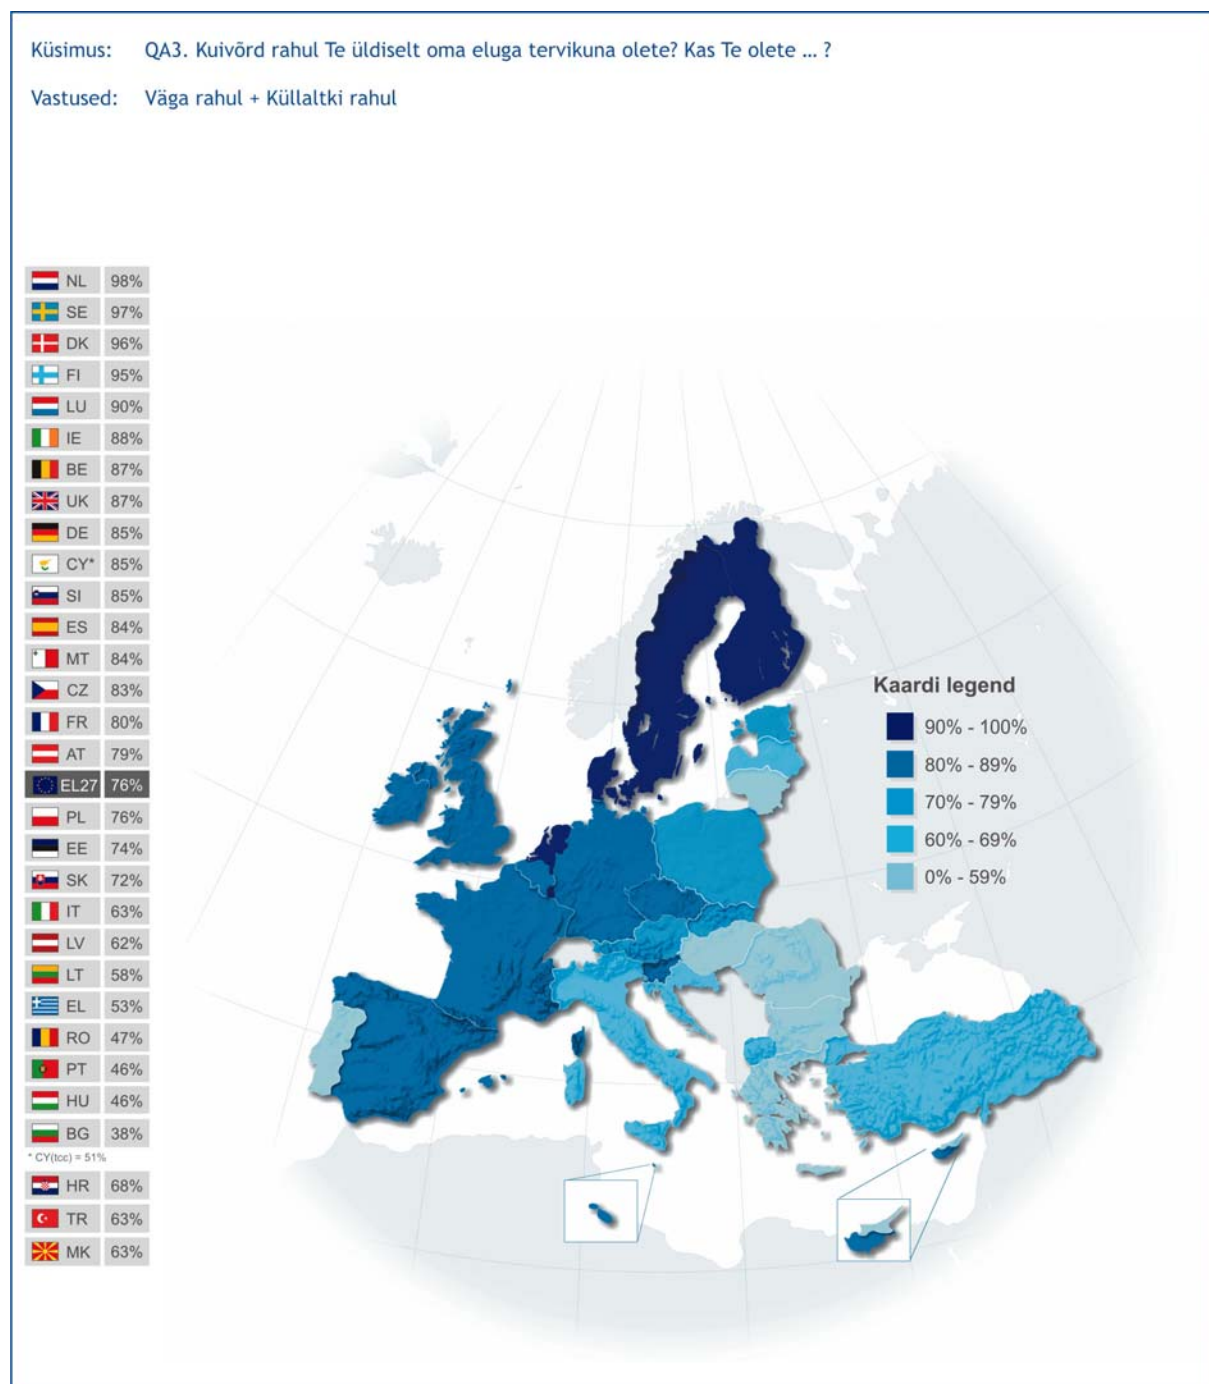 Küsimus: QA3. Kuivõrd rahul Te üldiselt oma eluga tervikuna olete? Kas Te olete ... ?
Vastused: Väga rahul + Küllaltki rahul
NL 98%
SE 97%
DK 96%
FI 95%
LU 90%
IE 88%
BE 87%
UK 87%
DE 85%
CY* 85%
SI 85%
ES 84%
MT 84%
CZ 83%
FR 80%
AT 79%
EL27 76%
PL 76%
EE 74%
SK 72%
IT 63%
LV 62%
LT 58%
EL 53%
RO 47%
PT 46%
HU 46%
BG 38%
* CY(tcc) = 51%
HR 68%
TR 63%
MK 63%
Kaardi legend
90% - 100%
80% - 89%
70% - 79%
60% - 69%
0% - 59%